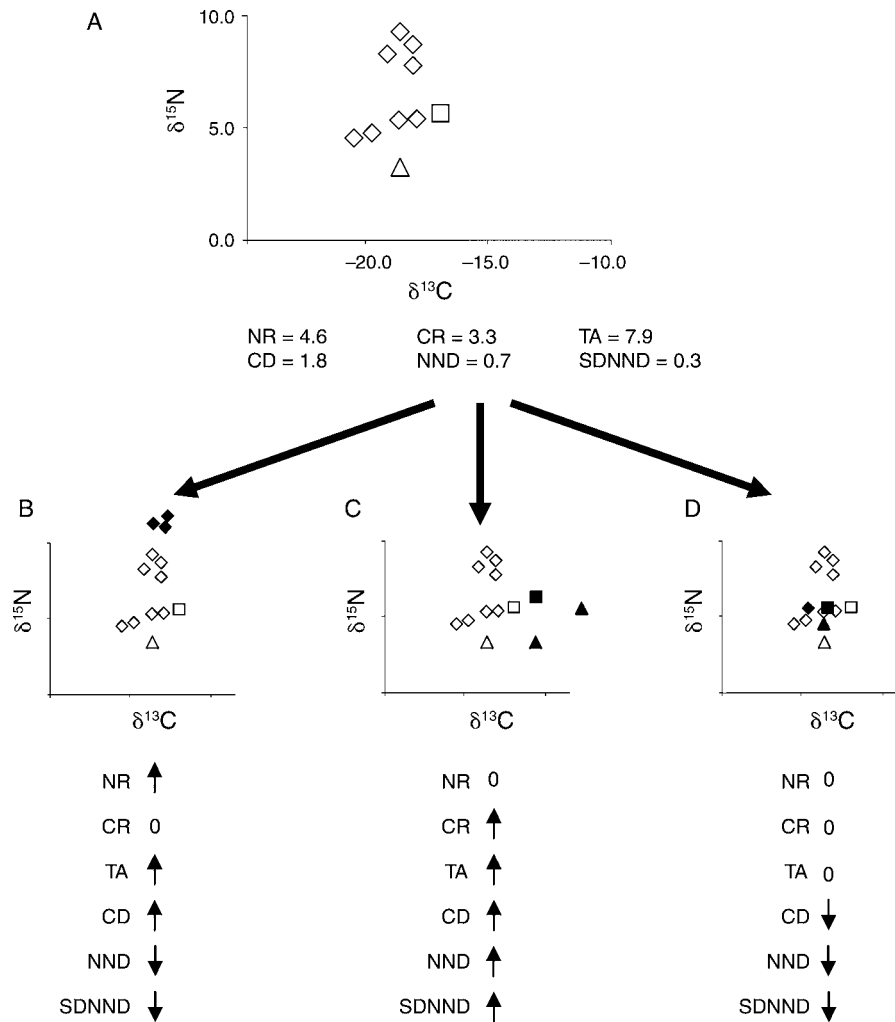 A
10.0
δ15N
5.0
0.0
–20.0 –15.0 –10.0
δ13C
NR = 4.6 CR = 3.3 TA = 7.9
CD = 1.8 NND = 0.7 SDNND = 0.3
B C D
δ15N δ15N δ15N
δ13C δ13C δ13C
NR NR 0 NR 0
CR 0 CR CR 0
TA TA TA 0
CD CD CD
NND NND NND
SDNND SDNND SDNND